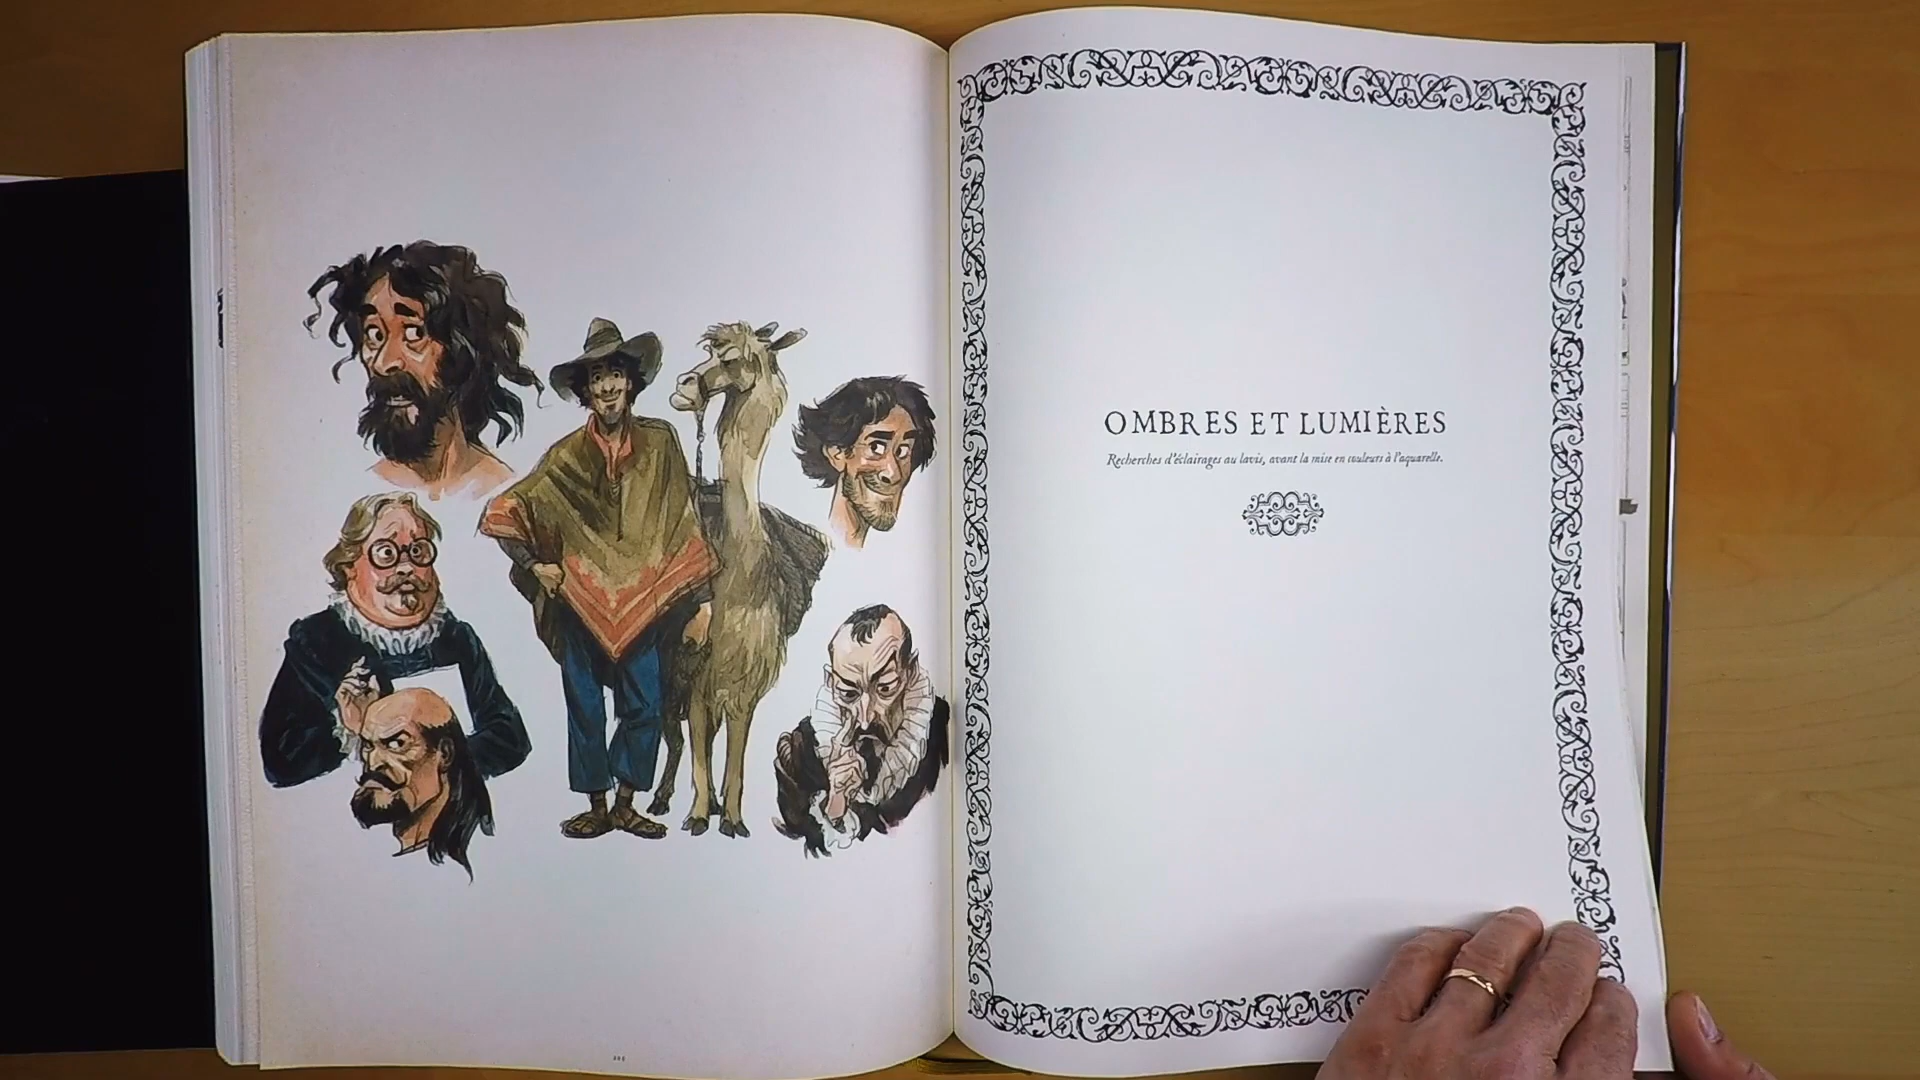 OMBRES ET LUMIÈRES
Recherches d'éclairages au lavis, avant la mise en couleurs à l'aquarelle.